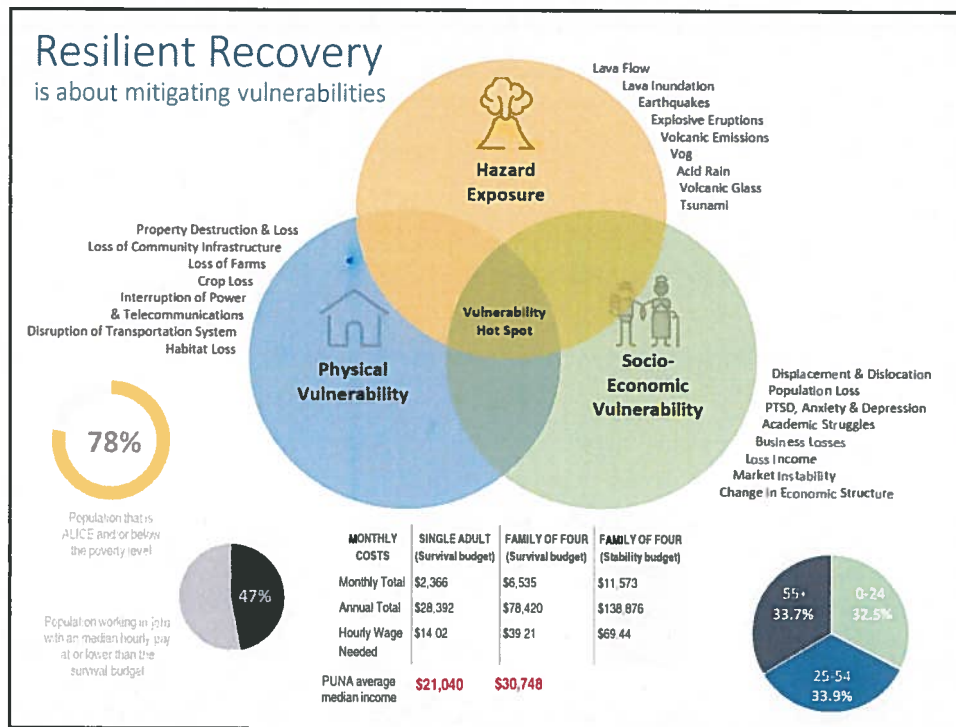 Resilient Recovery
is about mitigating vulnerabilities
Lava Flow
Lava Inundation
Earthquakes
Explosive Eruptions
Volcanic Emissions
Vog
Acid Rain
Volcanic Glass
Tsunami
Hazard
Exposure
Property Destruction & Loss
Loss of Community Infrastructure
Loss of Farms
Crop Loss
Interruption of Power
& Telecommunications
Disruption of Transportation System
Habitat Loss
Vulnerability
Hot Spot
Physical
Vulnerability
Socio-
Economic
Vulnerability
Displacement & Dislocation
Population Loss
PTSD, Anxiety & Depression
Academic Struggles
Business Losses
Loss Income
Market Instability
Change in Economic Structure
78%
Population that is
ALICE and or below
the poverty level
47%
Population working in jobs
with an median hourly pay
at or lower than the
survival budget
MONTHLY COSTS SINGLE ADULT (Survival budget) FAMILY OF FOUR (Survival budget) FAMILY OF FOUR (Stability budget)
Monthly Total $2,366 $6,535 $11,573
Annual Total $28,392 $78,420 $138,876
Hourly Wage Needed $14 02 $39 21 $69.44
PUNA average median income $21,040 $30,748
55+
33.7%
0-24
32.5%
25-54
33.9%